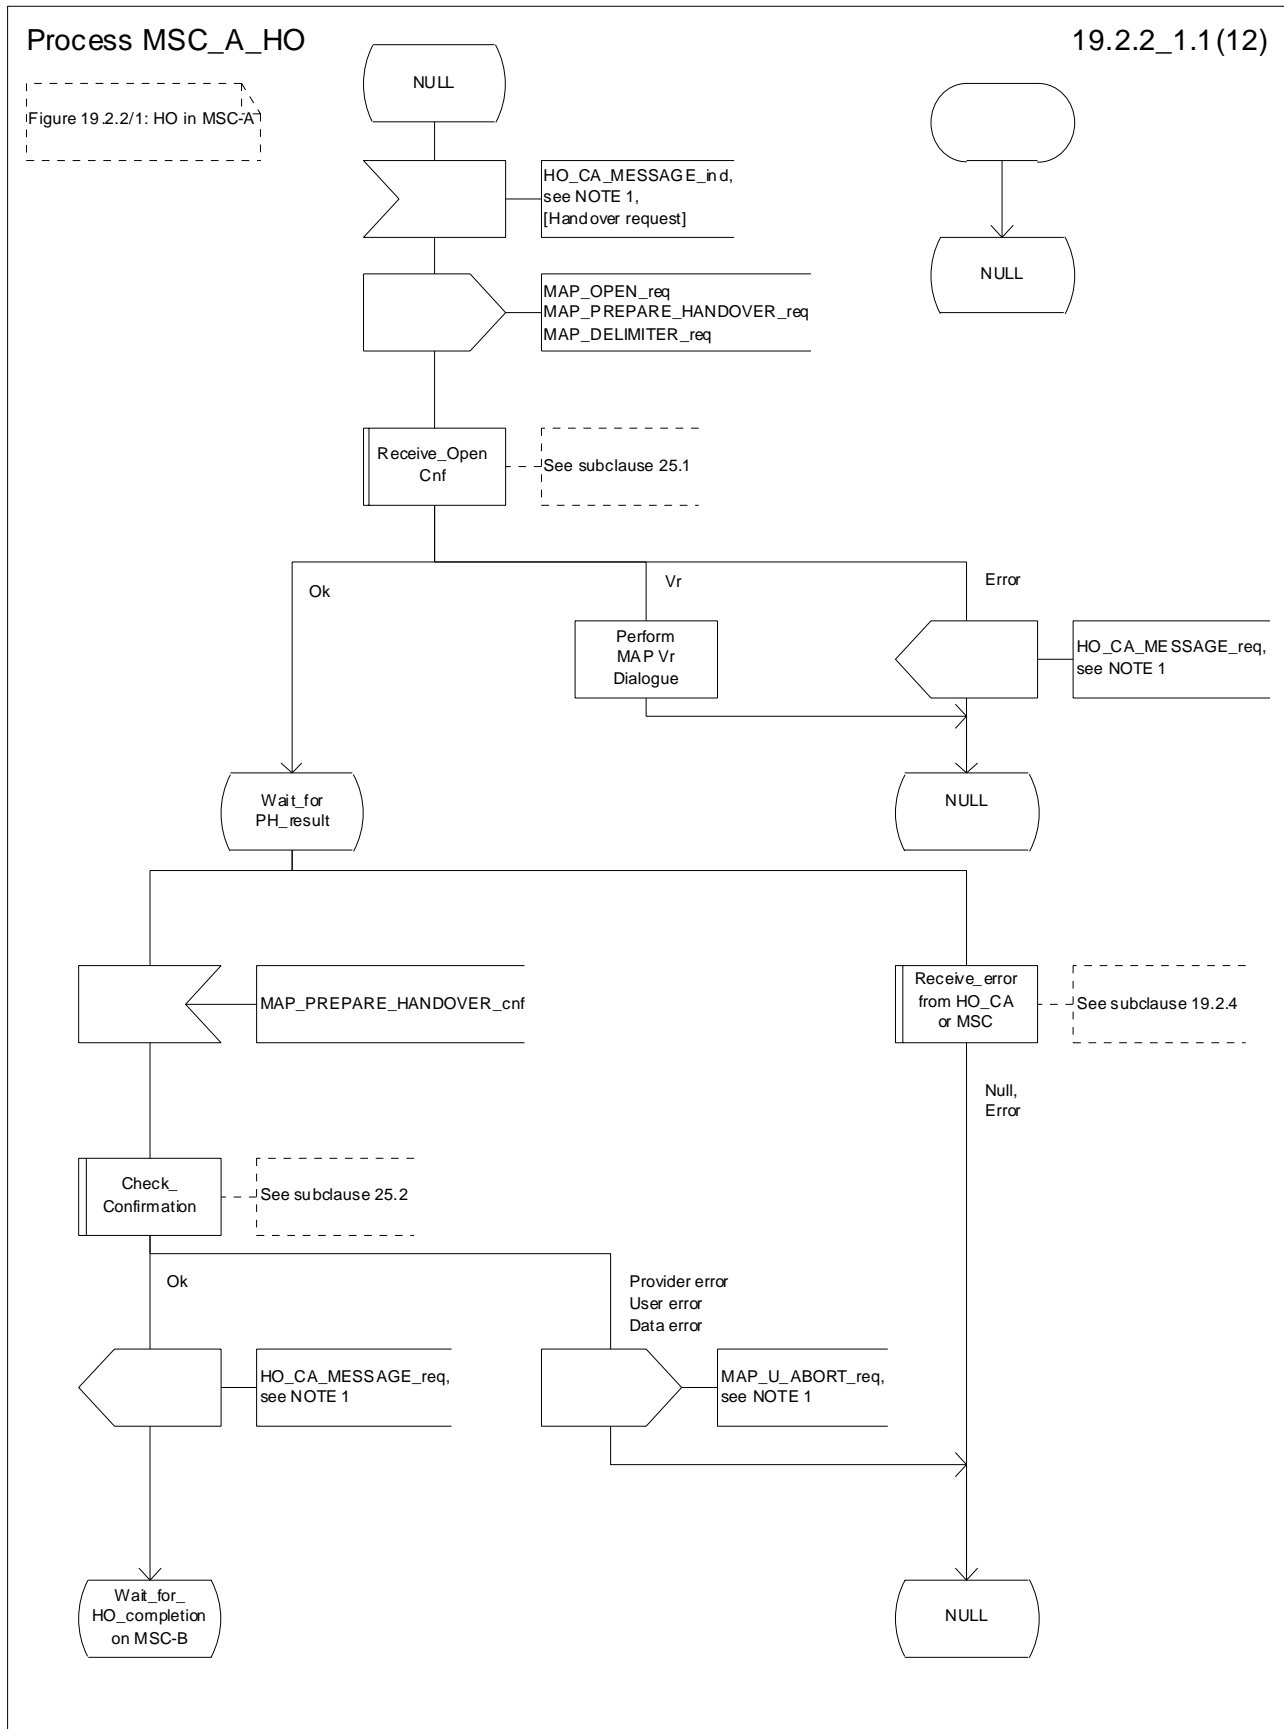 Process MSC_A_HO
19.2.2_1.1(12)
Figure 19.2.2/1: HO in MSC-A
NULL
HO_CA_MESSAGE_ind,
see NOTE 1,
[Handover request]
NULL
MAP_OPEN_req
MAP_PREPARE_HANDOVER_req
MAP_DELIMITER_req
Receive_Open
Cnf
See subclause 25.1
Ok
Vr
Error
Perform
MAP Vr
Dialogue
HO_CA_MESSAGE_req,
see NOTE 1
Wait_for
PH_result
NULL
MAP_PREPARE_HANDOVER_cnf
Receive_error
from HO_CA
or MSC
See subclause 19.2.4
Null,
Error
Check_
Confirmation
See subclause 25.2
Ok
Provider error
User error
Data error
HO_CA_MESSAGE_req,
see NOTE 1
MAP_U_ABORT_req,
see NOTE 1
Wait_for_
HO_completion
on MSC-B
NULL